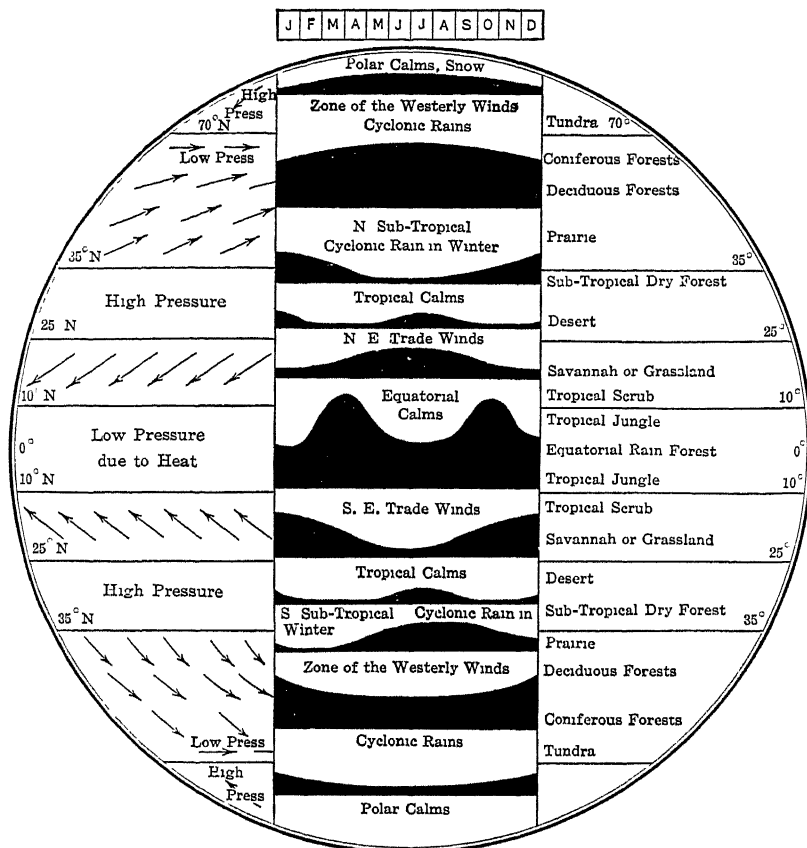 J F M A M J J A S O N D
Polar Calms, Snow
High
Press
70°N
Zone of the Westerly Winds
Cyclonic Rains
Tundra 70°
Low Press
Coniferous Forests
Deciduous Forests
N Sub-Tropical
Cyclonic Rain in Winter
Prairie
35°N
35°
High Pressure
Tropical Calms
Sub-Tropical Dry Forest
Desert
25 N
25°
N E Trade Winds
Savannah or Grassland
Tropical Scrub
10° N
10°
Equatorial
Calms
Low Pressure
due to Heat
Tropical Jungle
Equatorial Rain Forest
Tropical Jungle
0°
0°
10° N
10°
S. E. Trade Winds
Tropical Scrub
Savannah or Grassland
25° N
25°
High Pressure
Tropical Calms
Desert
Sub-Tropical Dry Forest
35° N
35°
S Sub-Tropical Cyclonic Rain in
Winter
Prairie
Zone of the Westerly Winds
Deciduous Forests
Coniferous Forests
Low Press
Cyclonic Rains
Tundra
High
Press
Polar Calms